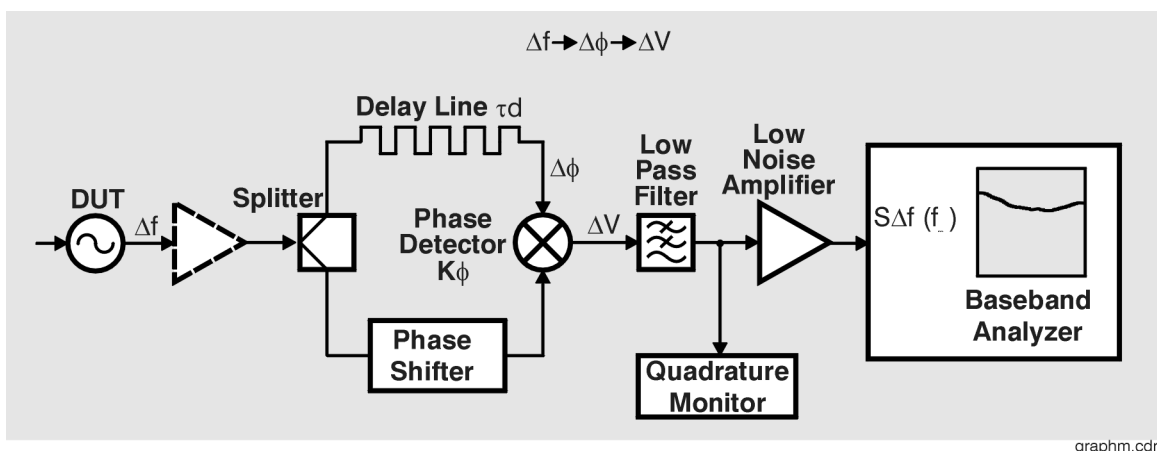 Δf→Δϕ→ΔV
Delay Line τd
Δϕ
Low
Pass
Filter
Low
Noise
Amplifier
DUT
Δf
Splitter
Phase
Detector
Kϕ
ΔV
SΔf (f_)
Baseband
Analyzer
Phase
Shifter
Quadrature
Monitor
graphm.cdr